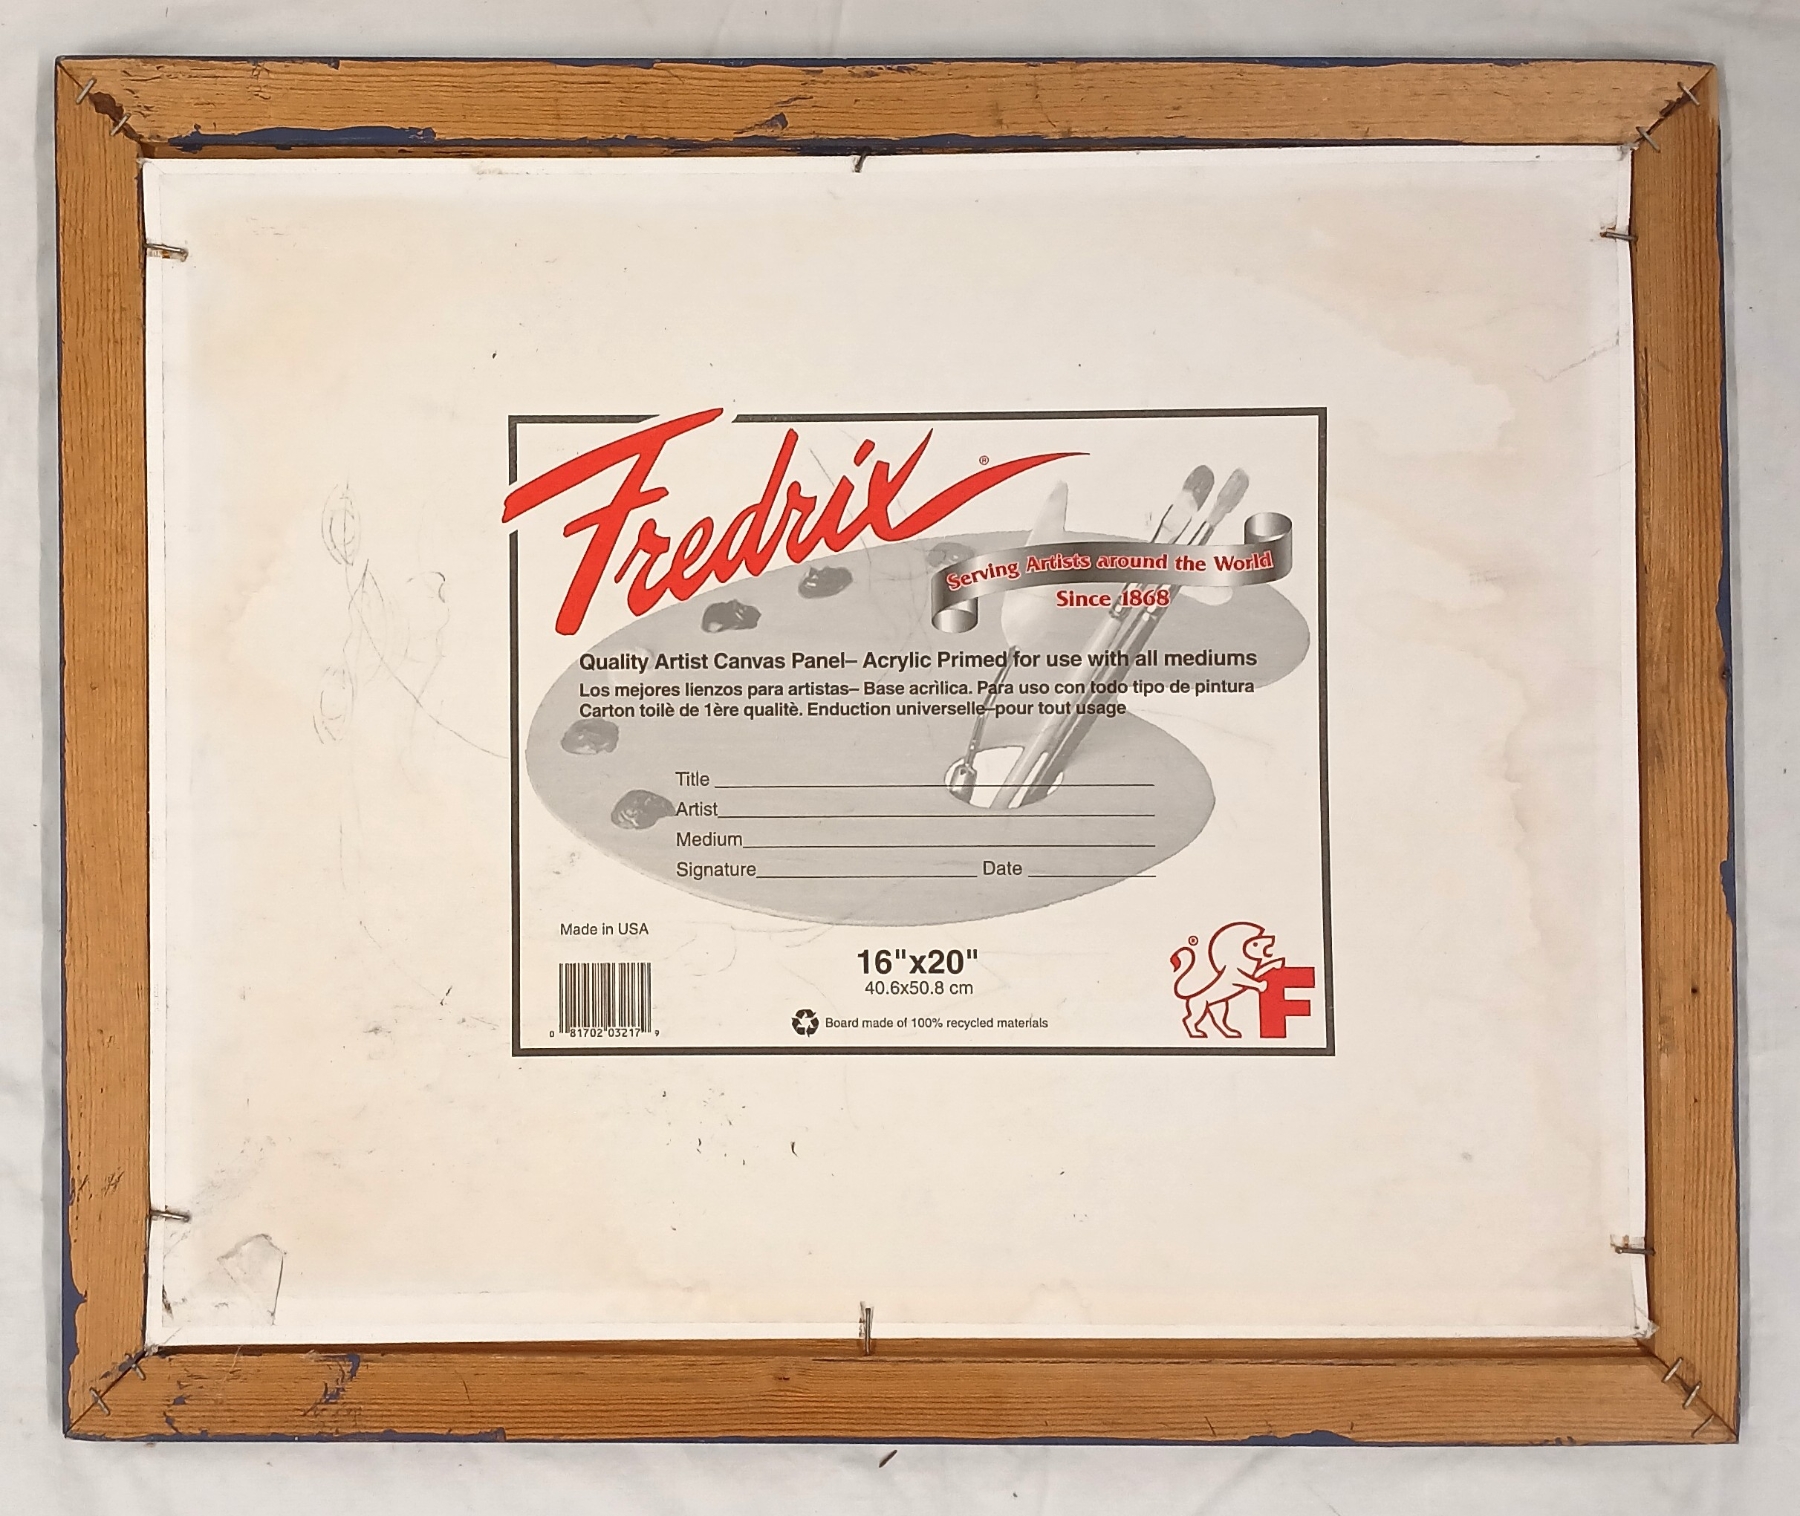 Fredrix®
Serving Artists around the World
Since 1868
Quality Artist Canvas Panel– Acrylic Primed for use with all mediums
Los mejores lienzos para artistas– Base acrìlica. Para uso con todo tipo de pintura
Carton toilè de 1ère qualitè. Enduction universelle–pour tout usage
Title
Artist
Medium
Signature Date
Made in USA
16"x20"
40.6x50.8 cm
Board made of 100% recycled materials
0 81702 03217 9
® F